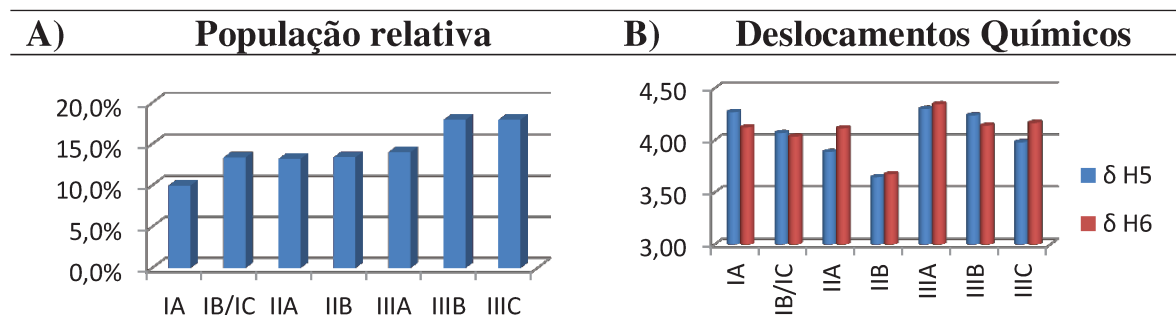 A) População relativa
B) Deslocamentos Químicos
20,0%
15,0%
10,0%
5,0%
0,0%
IA IB/IC IIA IIB IIIA IIIB IIIC
4,50
4,00
3,50
3,00
IA
IB/IC
IIA
IIB
IIIA
IIIB
IIIC
δ H5
δ H6